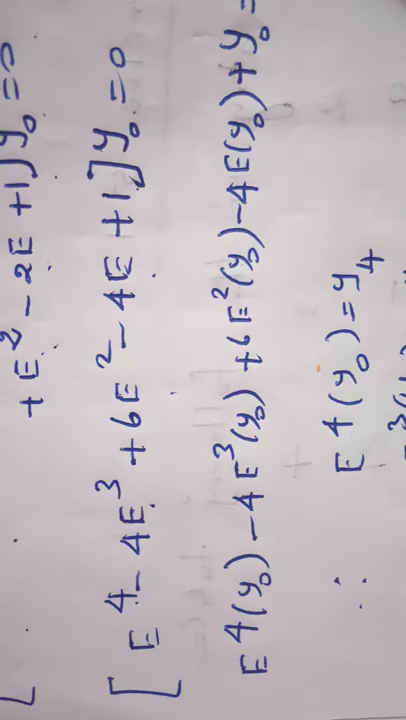 +E² - 2E + 1] y₀ = 0
[E⁴ - 4E³ + 6E² - 4E + 1] y₀ = 0
E⁴(y₀) - 4E³(y₀) + 6E²(y₀) - 4E(y₀) + y₀ =
∴ E⁴(y₀) = y₄